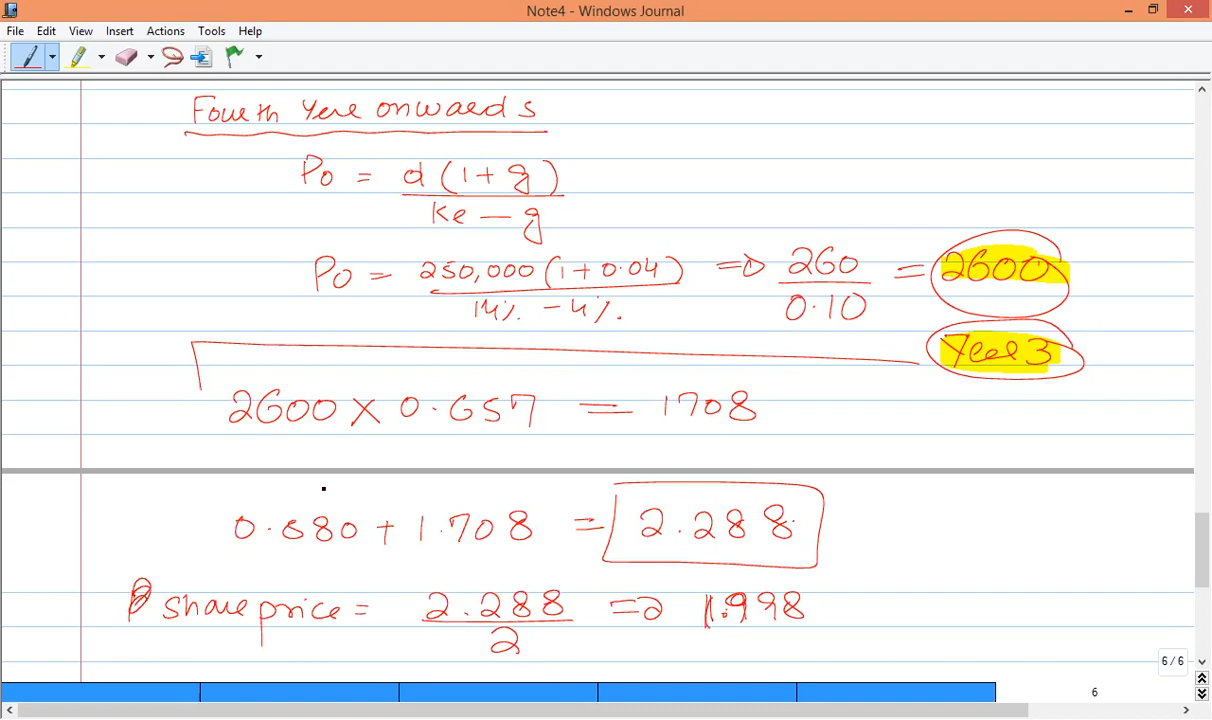 Note4 - Windows Journal
File Edit View Insert Actions Tools Help
Fourth Year onwards
Po = d (1 + g) / Ke - g
Po = 250,000 (1 + 0.04) / 14% - 4% => 260 / 0.10 = 2600
Year 3
2600 x 0.657 = 1708
0.580 + 1.708 = 2.288
share price = 2.288 / 2 => 1.998
6 / 6
6